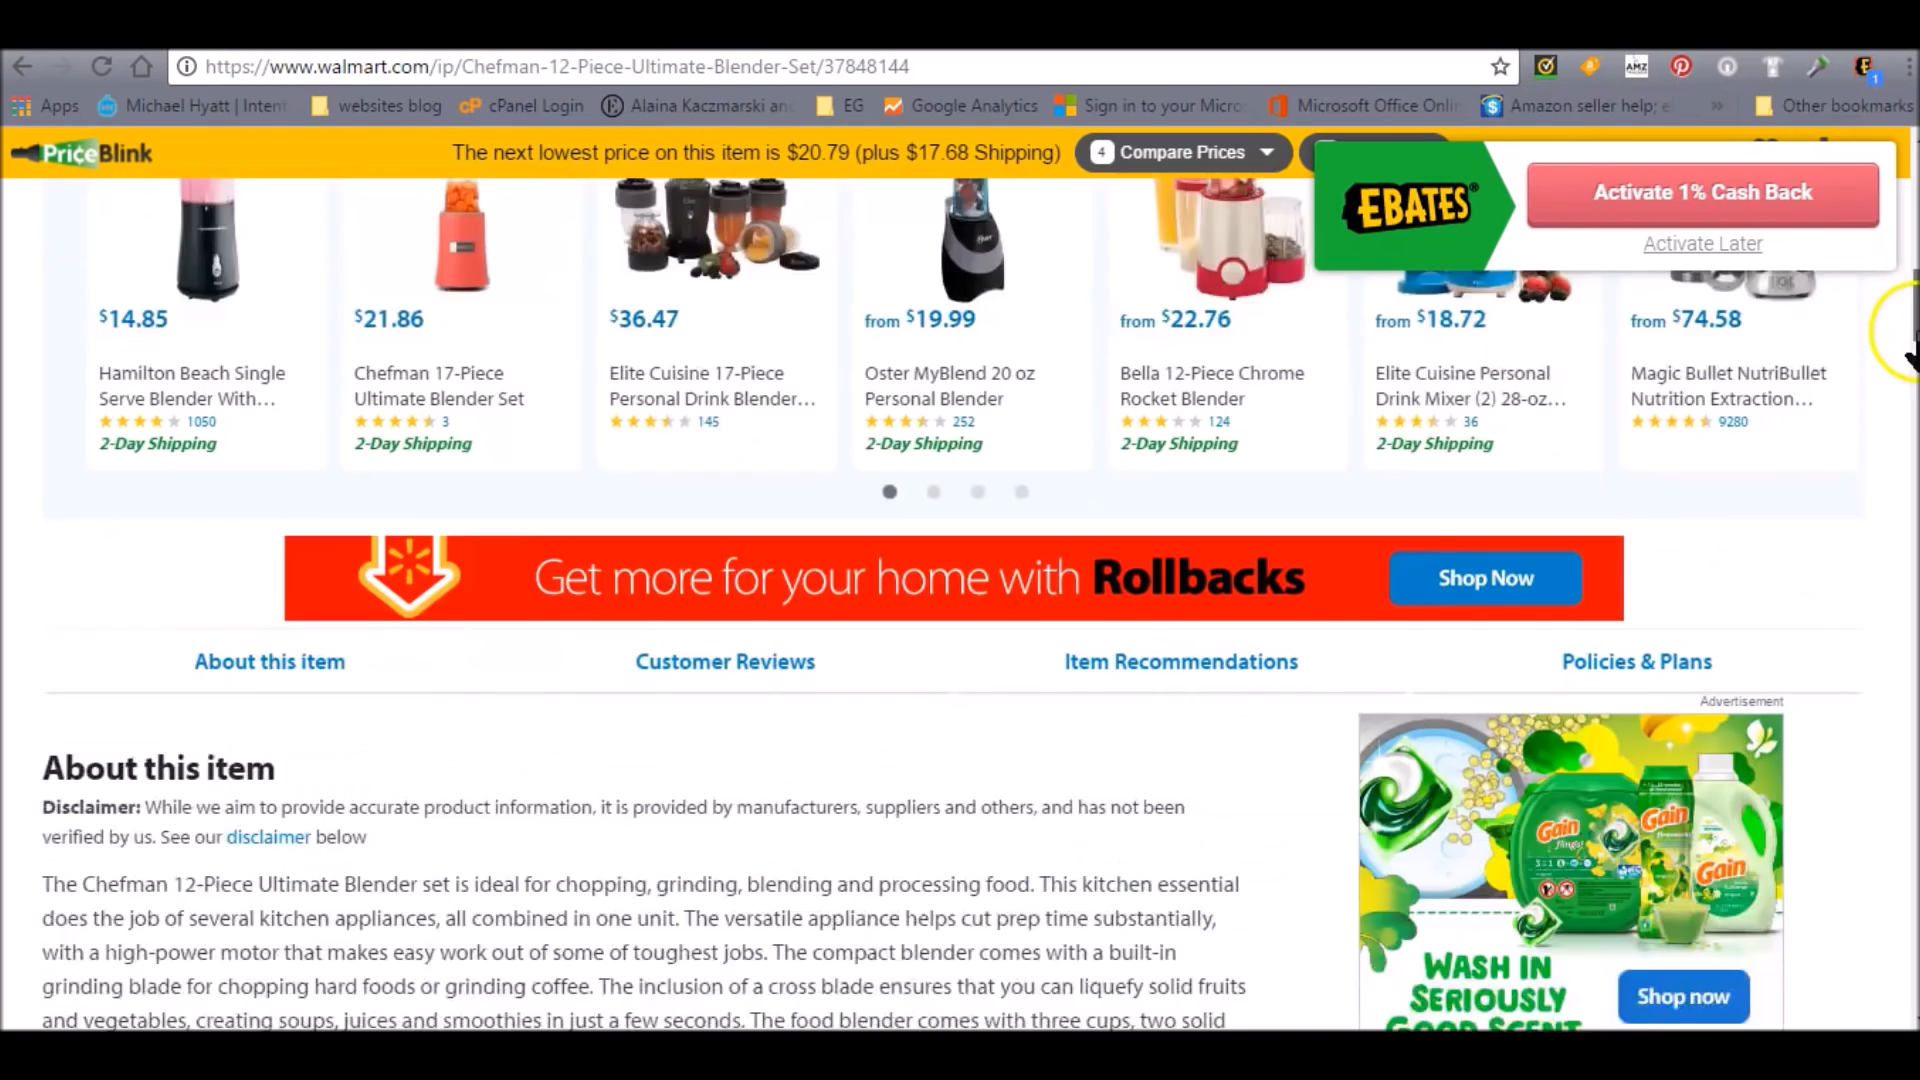 https://www.walmart.com/ip/Chefman-12-Piece-Ultimate-Blender-Set/37848144
AMZ
1
Apps
Michael Hyatt | Intent
websites blog
cPanel Login
Alaina Kaczmarski an
EG
Google Analytics
Sign in to your Micro
Microsoft Office Onli
Amazon seller help; e
»
Other bookmarks
PriceBlink
The next lowest price on this item is $20.79 (plus $17.68 Shipping)
4 Compare Prices
EBATES®
Activate 1% Cash Back
Activate Later
$14.85
Hamilton Beach Single
Serve Blender With...
1050
2-Day Shipping
$21.86
Chefman 17-Piece
Ultimate Blender Set
3
2-Day Shipping
$36.47
Elite Cuisine 17-Piece
Personal Drink Blender...
145
from $19.99
Oster MyBlend 20 oz
Personal Blender
252
2-Day Shipping
from $22.76
Bella 12-Piece Chrome
Rocket Blender
124
2-Day Shipping
from $18.72
Elite Cuisine Personal
Drink Mixer (2) 28-oz...
36
2-Day Shipping
from $74.58
Magic Bullet NutriBullet
Nutrition Extraction...
9280
Get more for your home with Rollbacks
Shop Now
About this item
Customer Reviews
Item Recommendations
Policies & Plans
Advertisement
About this item
Disclaimer: While we aim to provide accurate product information, it is provided by manufacturers, suppliers and others, and has not been
verified by us. See our disclaimer below
The Chefman 12-Piece Ultimate Blender set is ideal for chopping, grinding, blending and processing food. This kitchen essential
does the job of several kitchen appliances, all combined in one unit. The versatile appliance helps cut prep time substantially,
with a high-power motor that makes easy work out of some of toughest jobs. The compact blender comes with a built-in
grinding blade for chopping hard foods or grinding coffee. The inclusion of a cross blade ensures that you can liquefy solid fruits
and vegetables, creating soups, juices and smoothies in just a few seconds. The food blender comes with three cups, two solid
Gain
flings!
Gain
Gain
WASH IN
SERIOUSLY
GOOD SCENT
Shop now